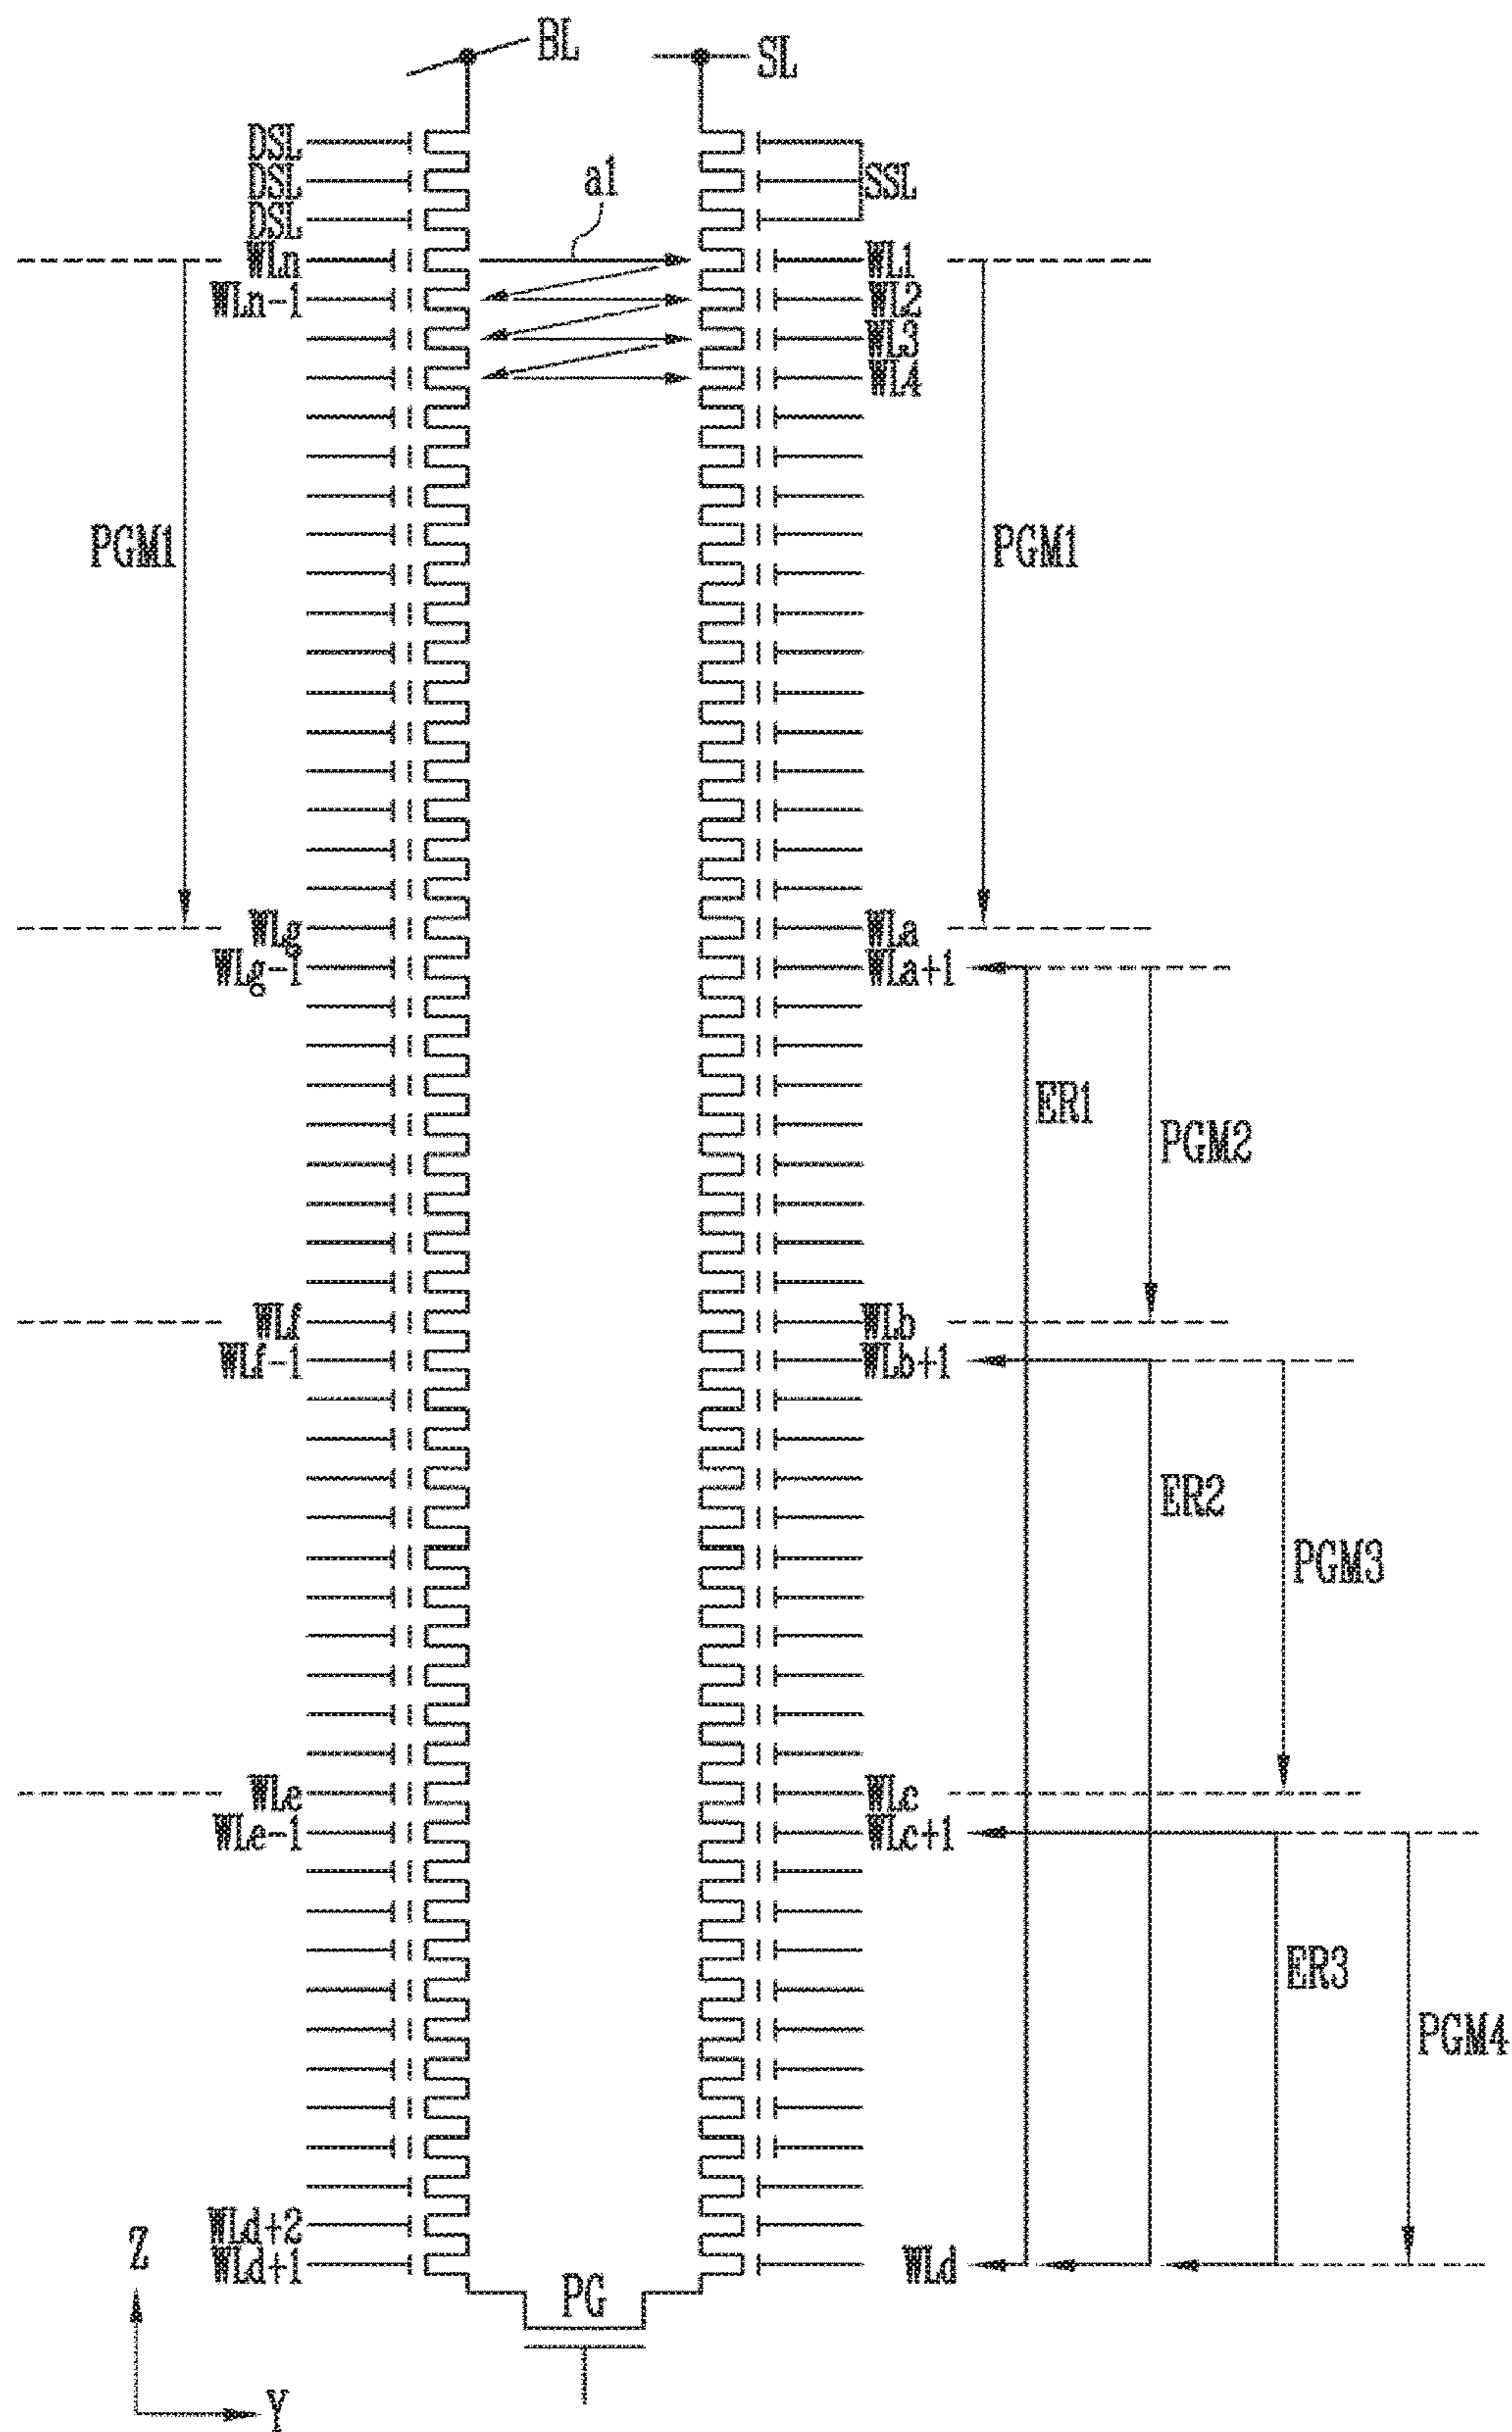 BL
SL
DSL
DSL
DSL
SSL
a1
WLn
WL1
WLn-1
WL2
WL3
WL4
PGM1
PGM1
WLg
WLa
WLg-1
WLa+1
ER1
PGM2
WLf
WLb
WLf-1
WLb+1
ER2
PGM3
WLe
WLc
WLe-1
WLc+1
ER3
PGM4
WLd+2
WLd+1
WLd
Z
PG
Y